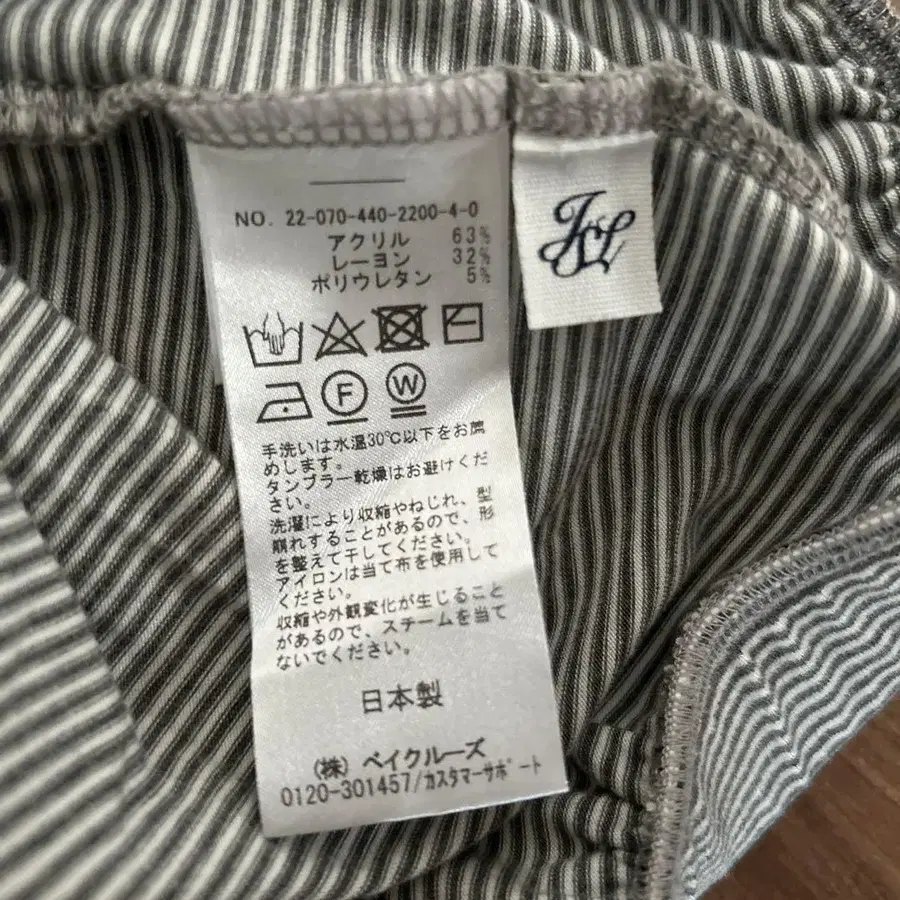 NO. 22-070-440-2200-4-0
アクリル 63%
レーヨン 32%
ポリウレタン 5%
F W
手洗いは水温30℃以下をお薦
めします。
タンブラー乾燥はお避けくだ
さい。
洗濯により収縮やねじれ、型
崩れすることがあるので、形
を整えて干してください。
アイロンは当て布を使用して
ください。
収縮や外観変化が生じること
があるので、スチームを当て
ないでください。
日本製
(株) ベイクルーズ
0120-301457/カスタマーサポート